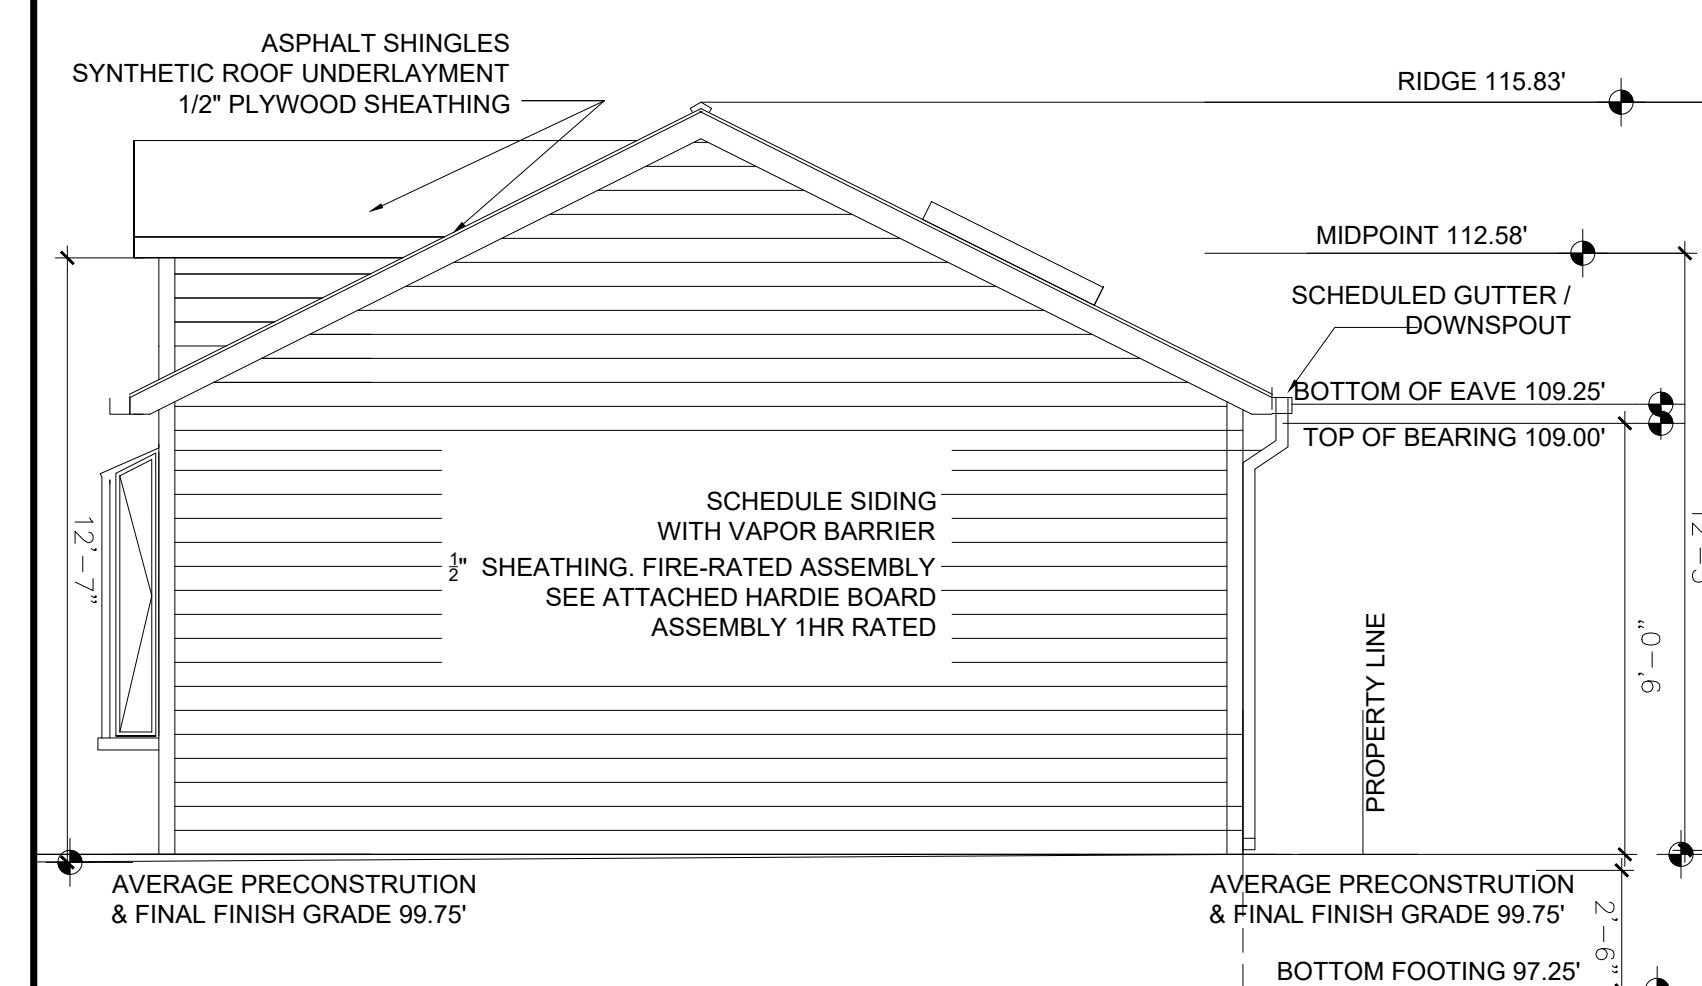 ASPHALT SHINGLES
SYNTHETIC ROOF UNDERLAYMENT
1/2" PLYWOOD SHEATHING
RIDGE 115.83'
MIDPOINT 112.58'
SCHEDULED GUTTER /
DOWNSPOUT
BOTTOM OF EAVE 109.25'
TOP OF BEARING 109.00'
SCHEDULE SIDING
WITH VAPOR BARRIER
½" SHEATHING. FIRE-RATED ASSEMBLY
SEE ATTACHED HARDIE BOARD
ASSEMBLY 1HR RATED
12'-7"
PROPERTY LINE
9'-0"
AVERAGE PRECONSTRUTION
& FINAL FINISH GRADE 99.75'
AVERAGE PRECONSTRUTION
& FINAL FINISH GRADE 99.75'
2'-6"
BOTTOM FOOTING 97.25'